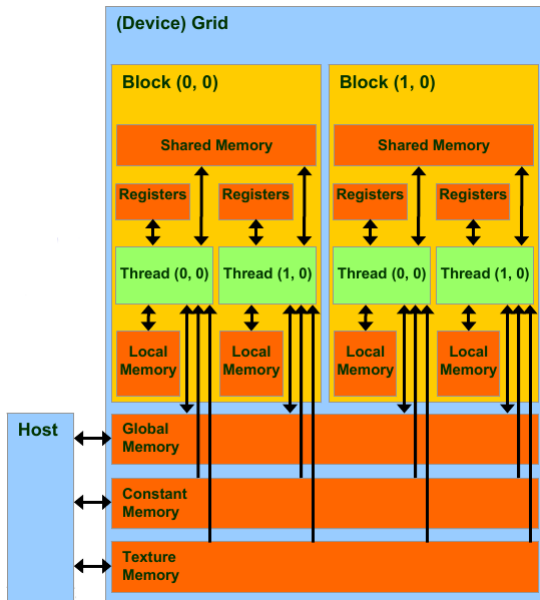 (Device) Grid
Block (0, 0)
Block (1, 0)
Shared Memory
Shared Memory
Registers
Registers
Registers
Registers
Thread (0, 0)
Thread (1, 0)
Thread (0, 0)
Thread (1, 0)
Local
Memory
Local
Memory
Local
Memory
Local
Memory
Host
Global
Memory
Constant
Memory
Texture
Memory